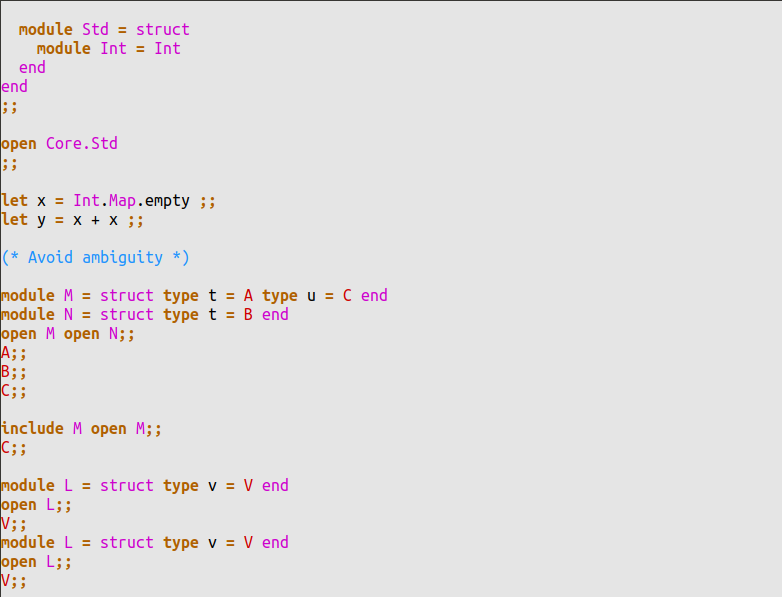 module Std = struct
    module Int = Int
  end
end
;;

open Core.Std
;;

let x = Int.Map.empty ;;
let y = x + x ;;

(* Avoid ambiguity *)

module M = struct type t = A type u = C end
module N = struct type t = B end
open M open N;;
A;;
B;;
C;;

include M open M;;
C;;

module L = struct type v = V end
open L;;
V;;
module L = struct type v = V end
open L;;
V;;